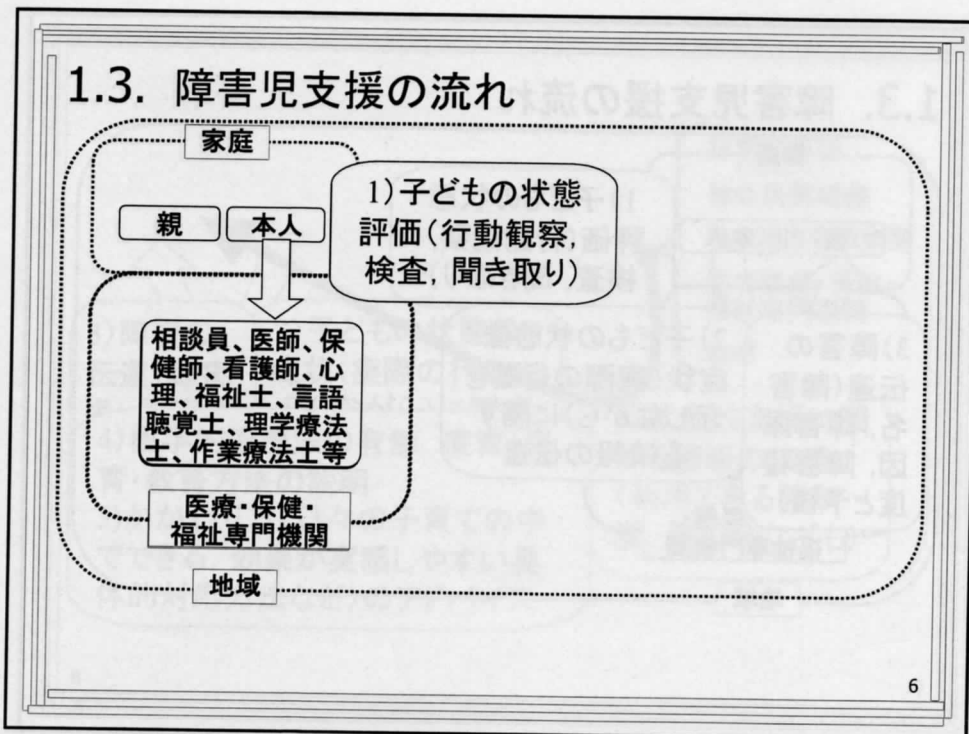 1.3. 障害児支援の流れ
家庭
親
本人
1)子どもの状態
評価(行動観察,
検査, 聞き取り)
相談員、医師、保
健師、看護師、心
理、福祉士、言語
聴覚士、理学療法
士、作業療法士等
医療・保健・
福祉専門機関
地域
6